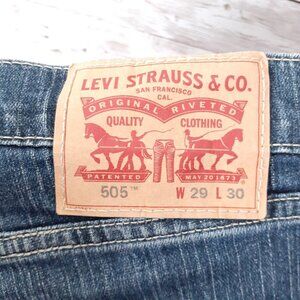 LEVI STRAUSS & CO.
SAN FRANCISCO
CAL.
ORIGINAL RIVETED
QUALITY CLOTHING
PATENTED MAY 20 1873
505™ W 29 L 30